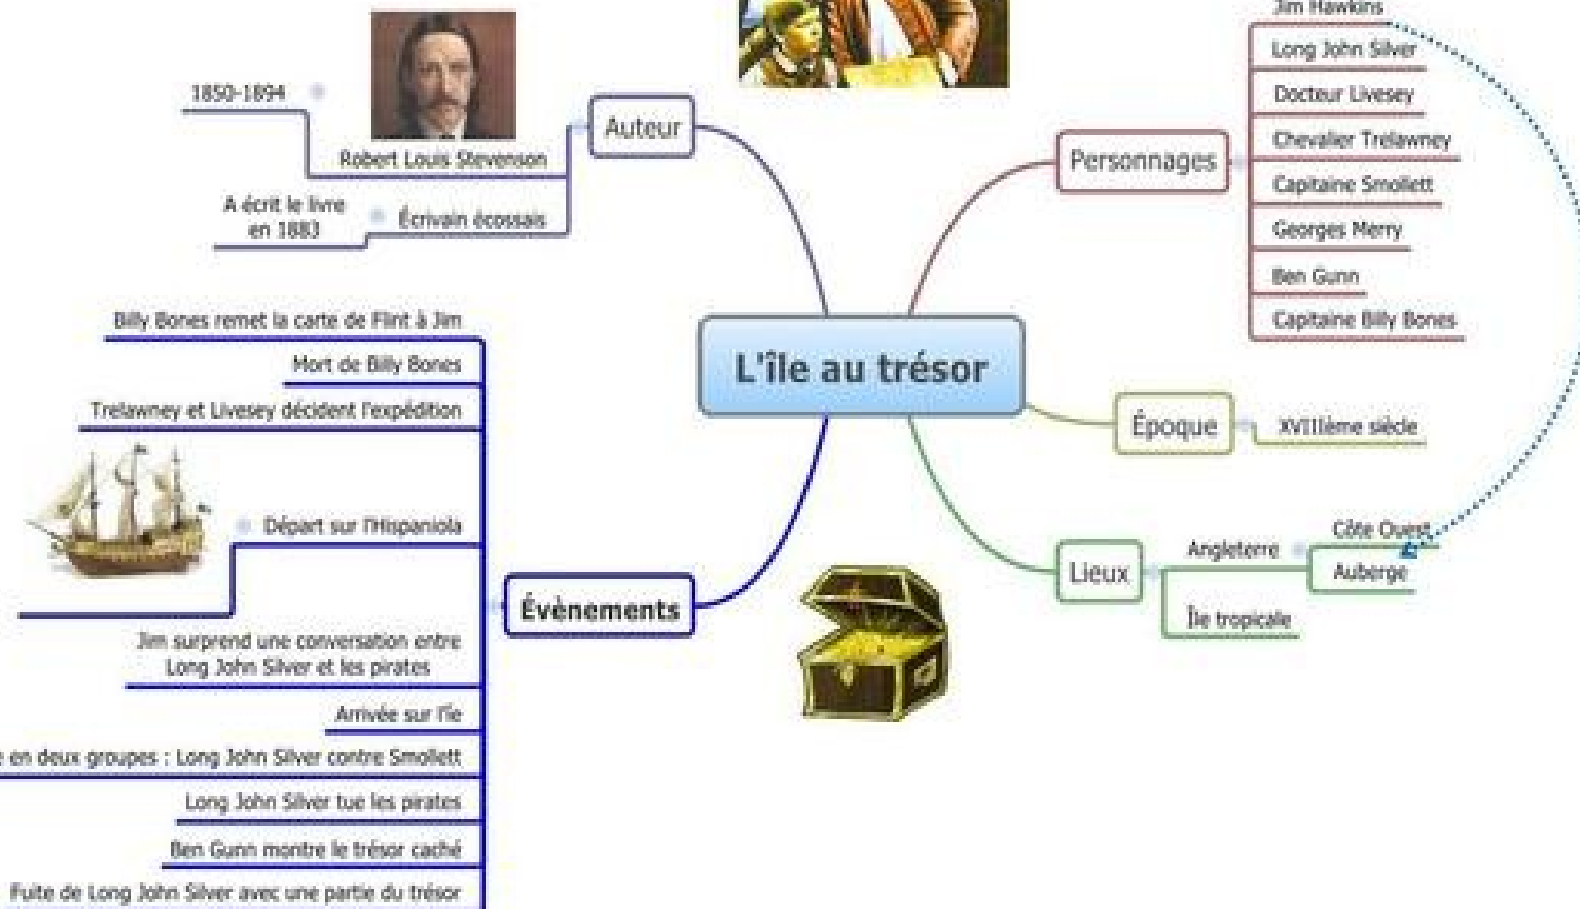 L'île au trésor
Auteur
Robert Louis Stevenson
1850-1894
Écrivain écossais
A écrit le livre
en 1883
Personnages
Jim Hawkins
Long John Silver
Docteur Livesey
Chevalier Trelawney
Capitaine Smollett
Georges Merry
Ben Gunn
Capitaine Billy Bones
Époque
XVIIIème siècle
Lieux
Angleterre
Côte Ouest
Auberge
Île tropicale
Évènements
Billy Bones remet la carte de Flint à Jim
Mort de Billy Bones
Trelawney et Livesey décident l'expédition
Départ sur l'Hispaniola
Jim surprend une conversation entre
Long John Silver et les pirates
Arrivée sur l'île
en deux groupes : Long John Silver contre Smollett
Long John Silver tue les pirates
Ben Gunn montre le trésor caché
Fuite de Long John Silver avec une partie du trésor